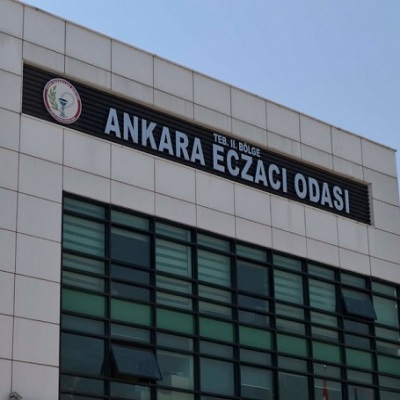 TEB. II. BÖLGE
ANKARA ECZACI ODASI